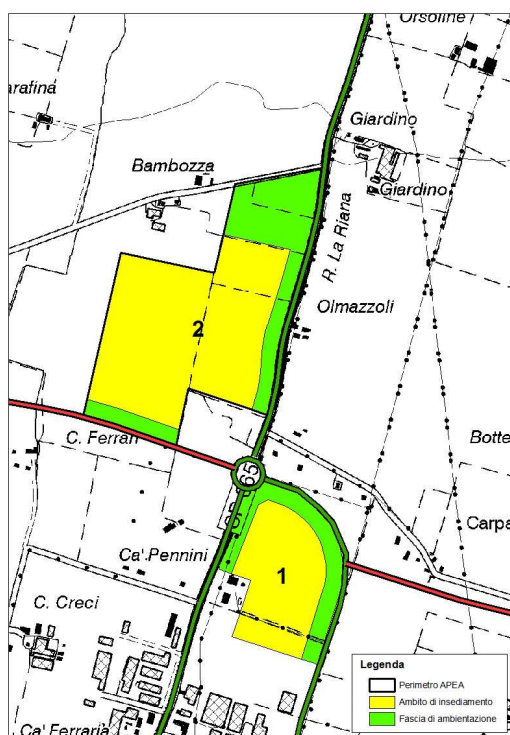 Orsoline
arafina
Giardino
Bambozza
Giardino
R. La Riana
Olmazzoli
2
C. Ferrari
Botte
65
Carpa
Ca' Pennini
1
C. Creci
Legenda
Perimetro APEA
Ambito di insediamento
Fascia di ambientazione
Ca' Ferraria